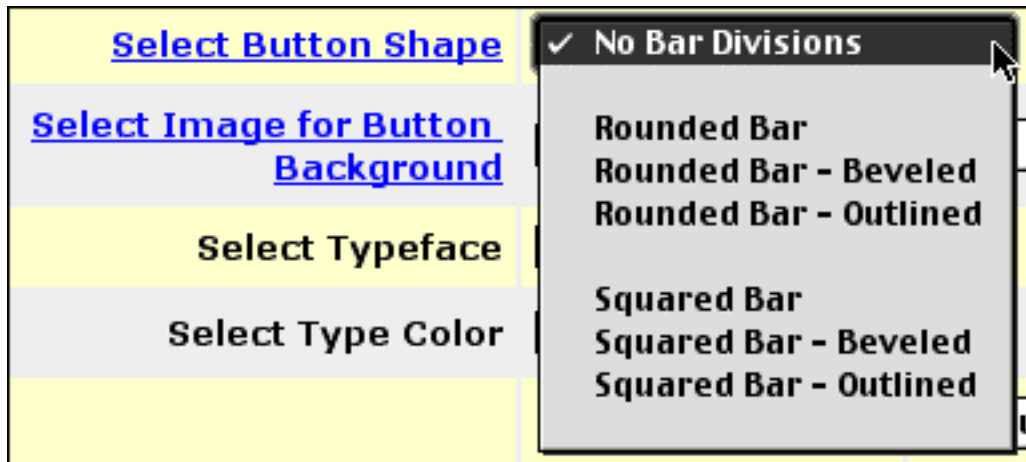 Select Button Shape
✓ No Bar Divisions
Select Image for Button
Background
Rounded Bar
Rounded Bar - Beveled
Rounded Bar - Outlined
Select Typeface
Select Type Color
Squared Bar
Squared Bar - Beveled
Squared Bar - Outlined